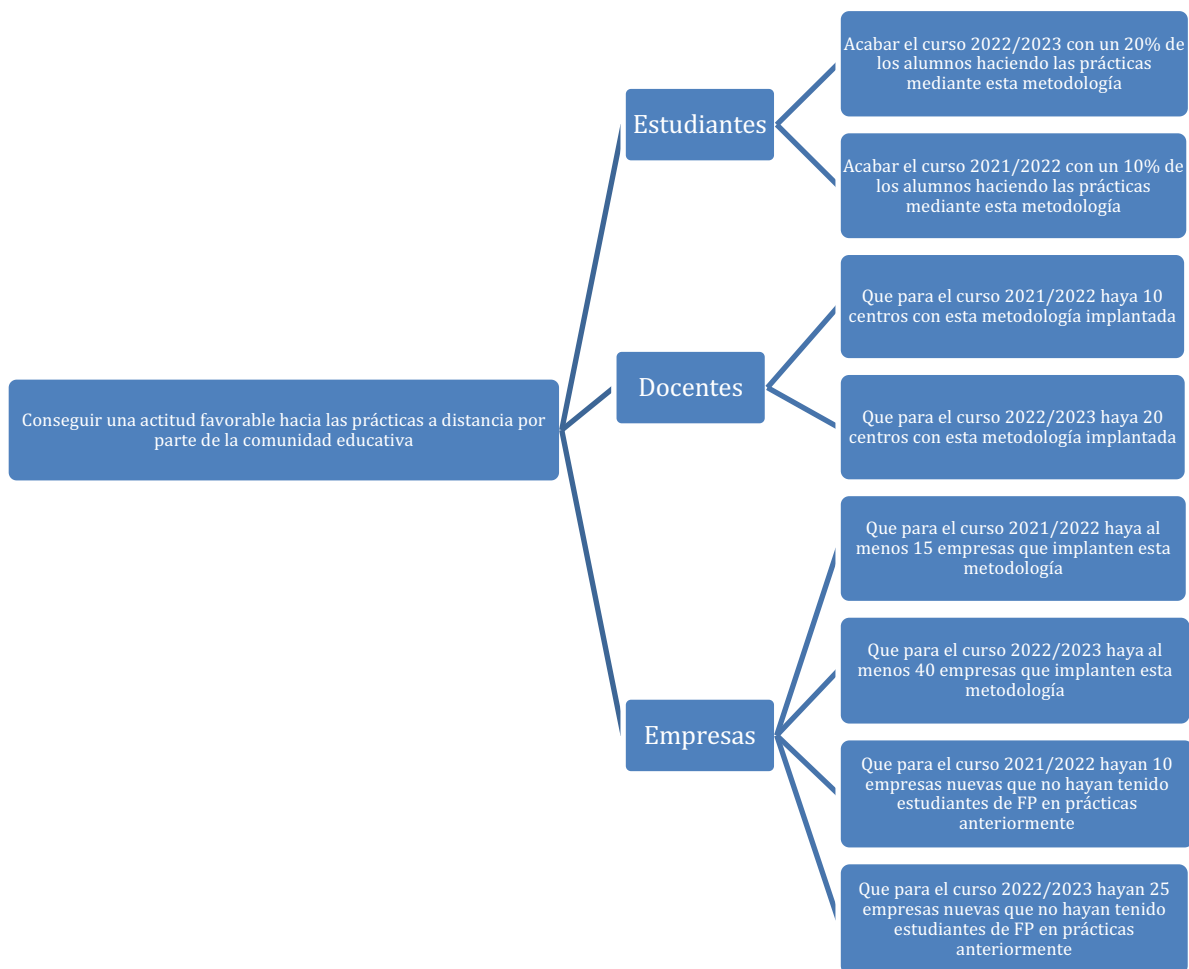 Conseguir una actitud favorable hacia las prácticas a distancia por
parte de la comunidad educativa
Estudiantes
Acabar el curso 2022/2023 con un 20% de
los alumnos haciendo las prácticas
mediante esta metodología
Acabar el curso 2021/2022 con un 10% de
los alumnos haciendo las prácticas
mediante esta metodología
Docentes
Que para el curso 2021/2022 haya 10
centros con esta metodología implantada
Que para el curso 2022/2023 haya 20
centros con esta metodología implantada
Empresas
Que para el curso 2021/2022 haya al
menos 15 empresas que implanten esta
metodología
Que para el curso 2022/2023 haya al
menos 40 empresas que implanten esta
metodología
Que para el curso 2021/2022 hayan 10
empresas nuevas que no hayan tenido
estudiantes de FP en prácticas
anteriormente
Que para el curso 2022/2023 hayan 25
empresas nuevas que no hayan tenido
estudiantes de FP en prácticas
anteriormente